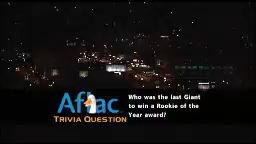 Aflac
TRIVIA QUESTION
Who was the last Giant
to win a Rookie of the
Year award?